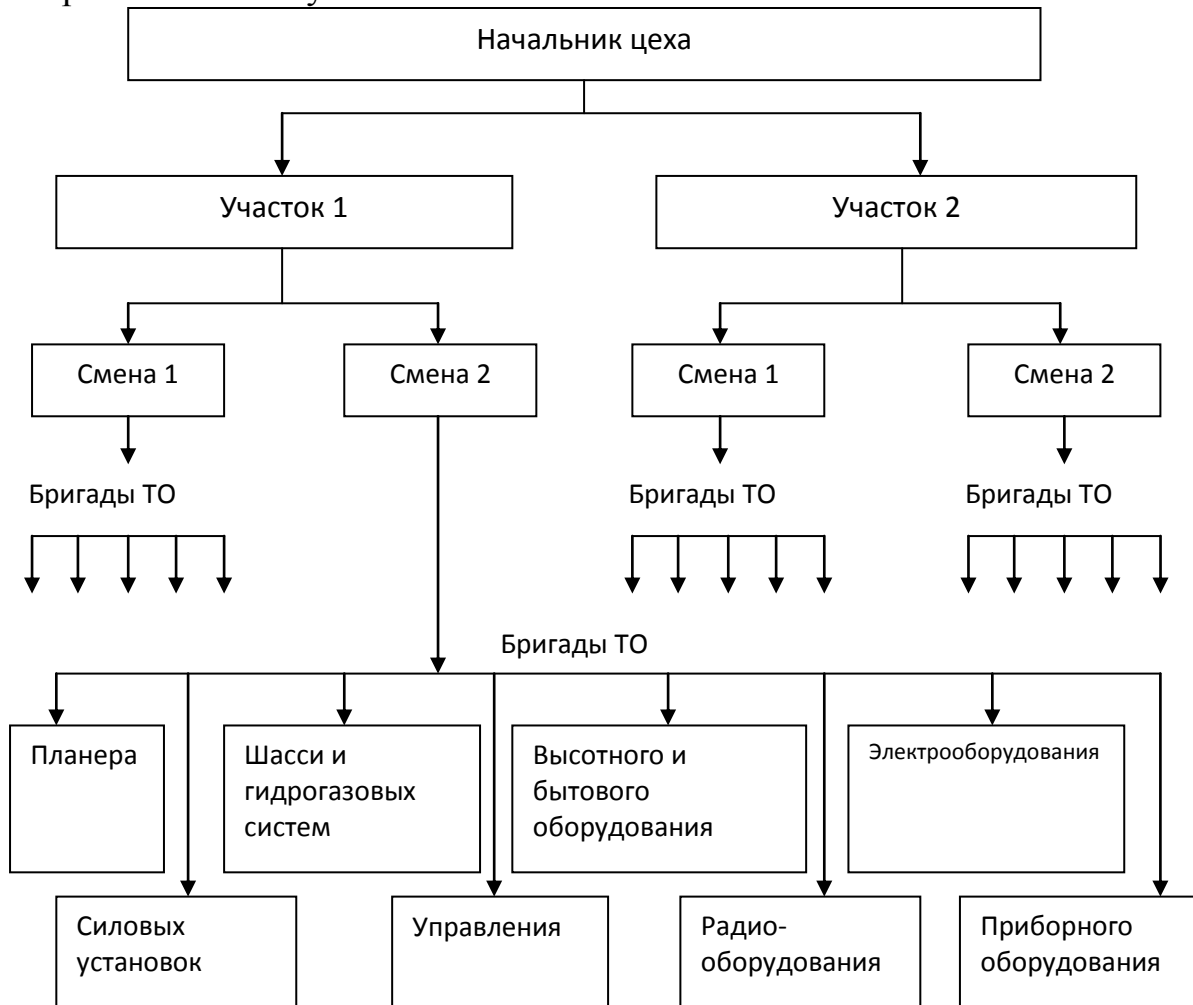 Начальник цеха
Участок 1
Участок 2
Смена 1
Смена 2
Смена 1
Смена 2
Бригады ТО
Бригады ТО
Бригады ТО
Бригады ТО
Планера
Шасси и
гидрогазовых
систем
Высотного и
бытового
оборудования
Электрооборудования
Силовых
установок
Управления
Радио-
оборудования
Приборного
оборудования